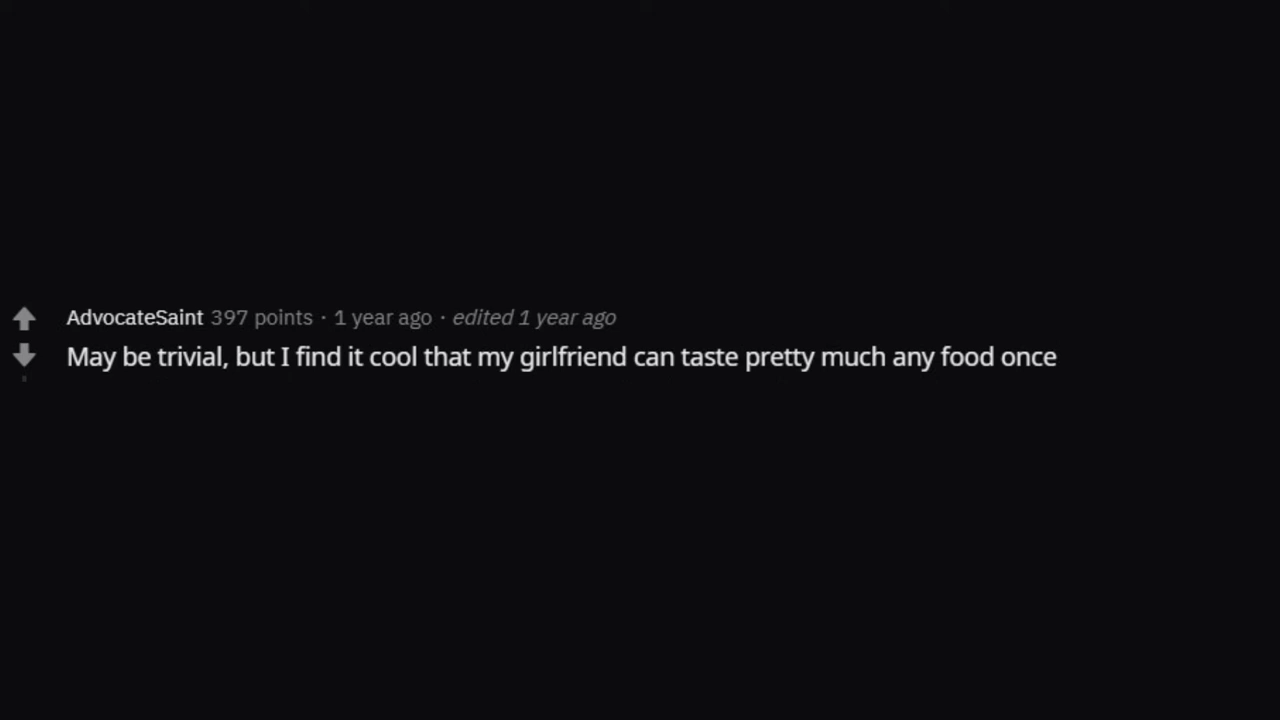 AdvocateSaint 397 points · 1 year ago · edited 1 year ago
May be trivial, but I find it cool that my girlfriend can taste pretty much any food once